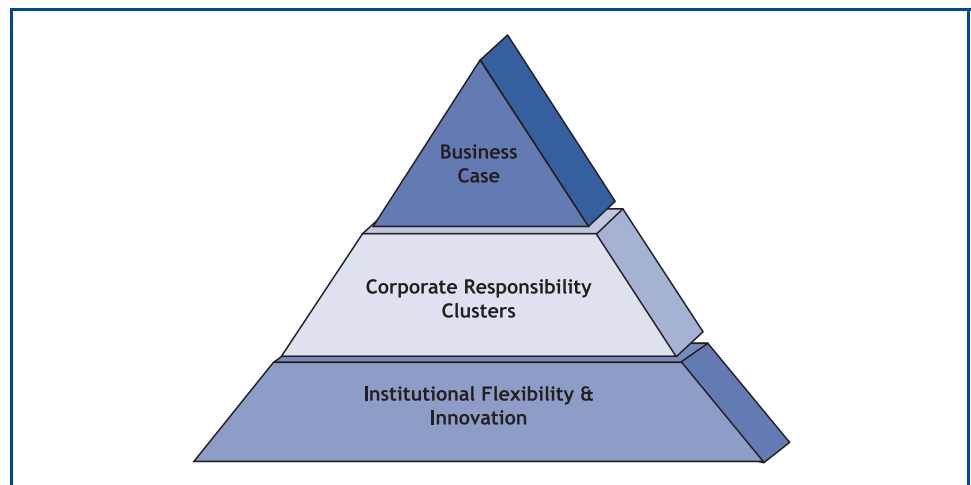 Business
Case
Corporate Responsibility
Clusters
Institutional Flexibility &
Innovation